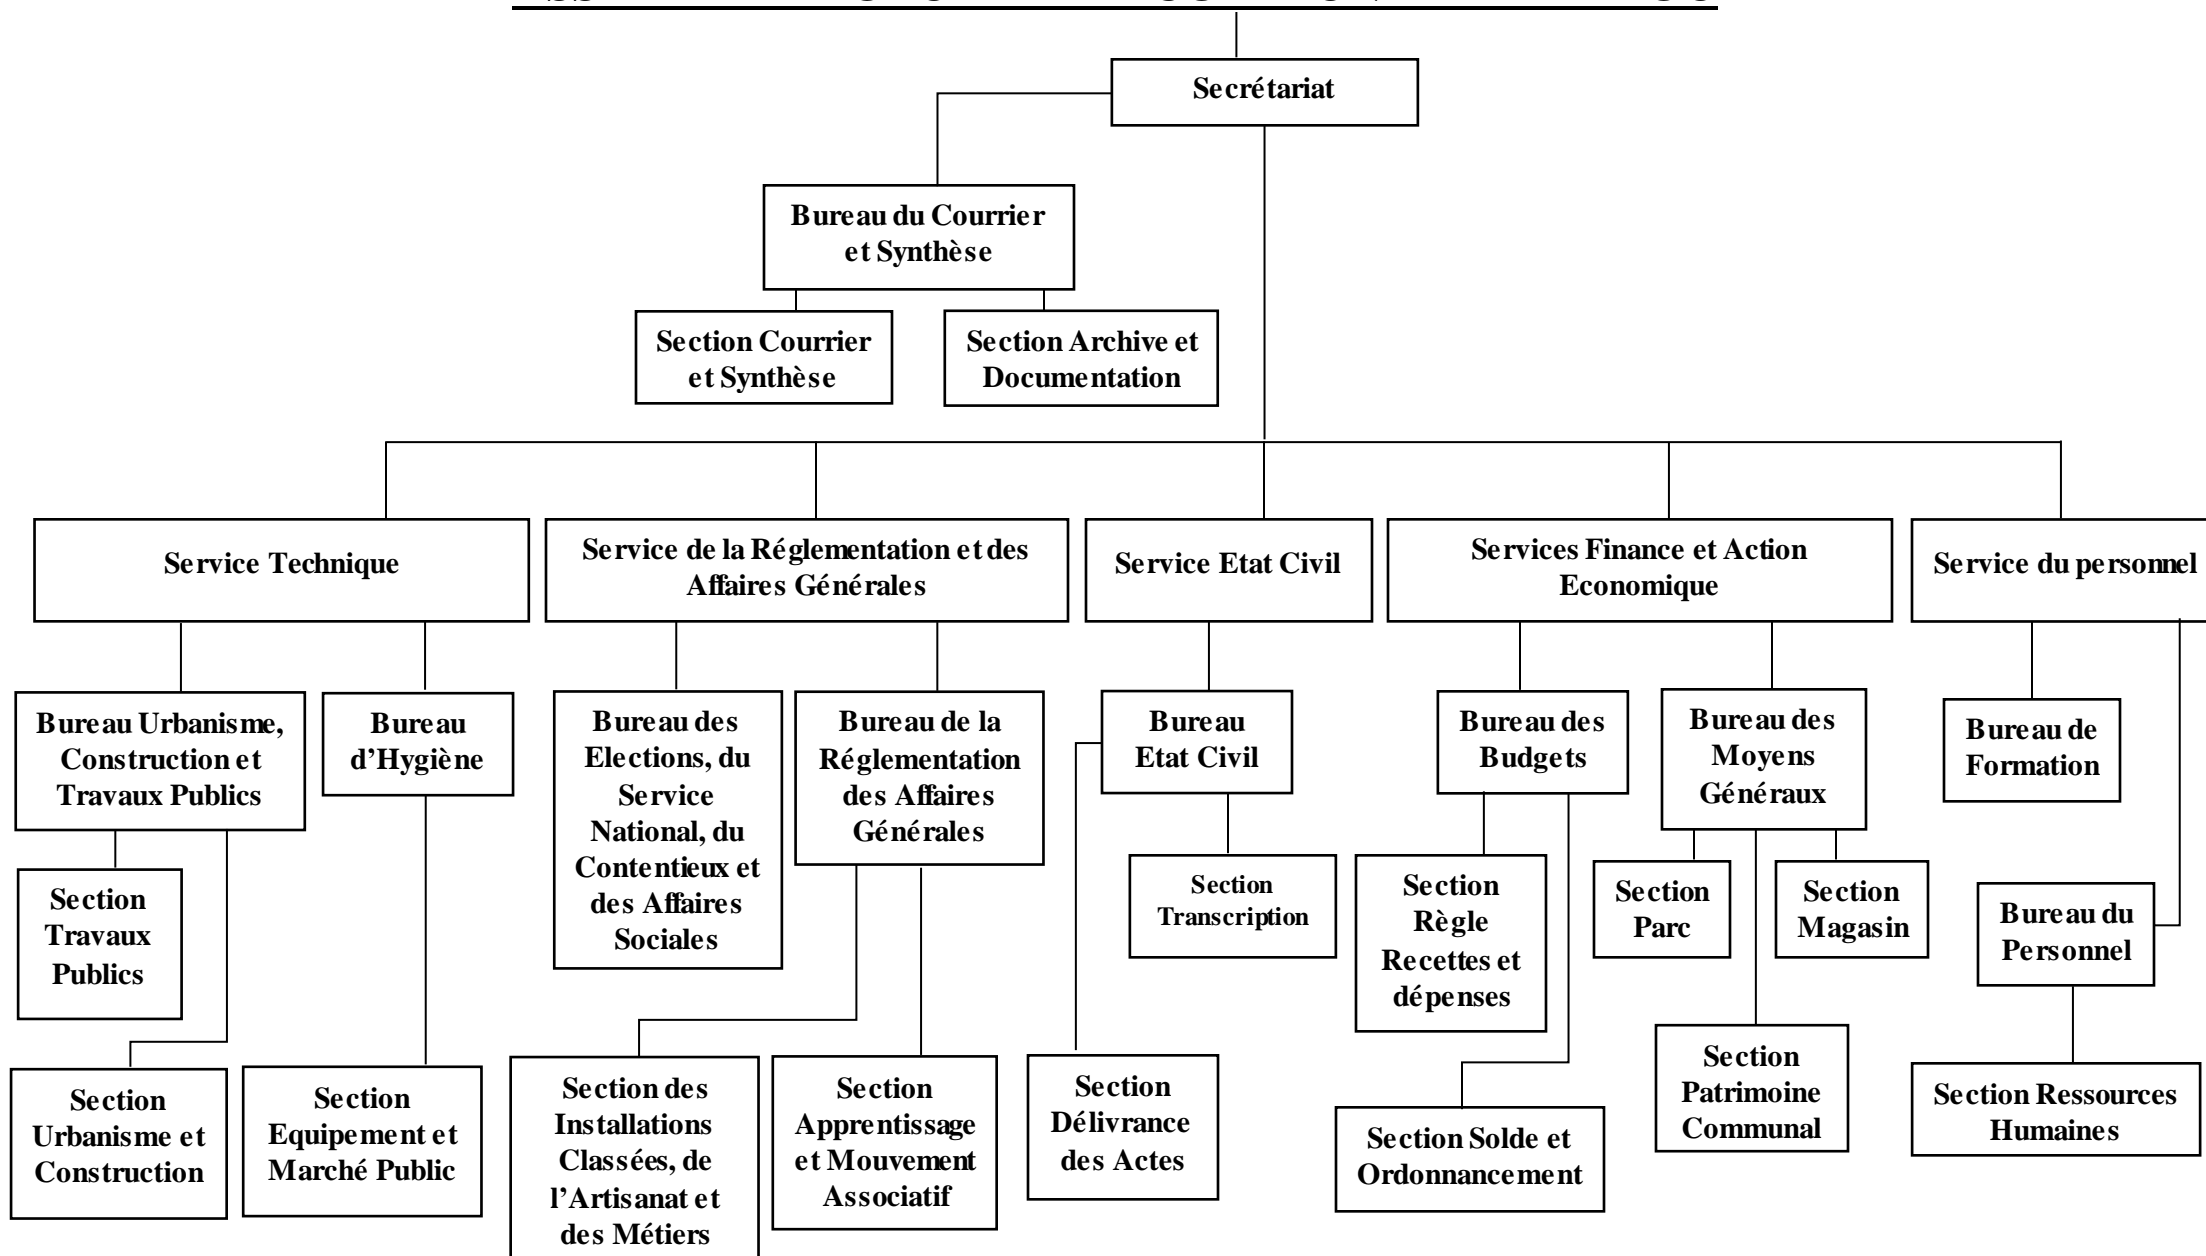 Secrétariat
Bureau du Courrier
et Synthèse
Section Courrier
et Synthèse
Section Archive et
Documentation
Service Technique
Service de la Réglementation et des
Affaires Générales
Service Etat Civil
Services Finance et Action
Economique
Service du personnel
Bureau Urbanisme,
Construction et
Travaux Publics
Bureau
d’Hygiène
Bureau des
Elections, du
Service
National, du
Contentieux et
des Affaires
Sociales
Bureau de la
Réglementation
des Affaires
Générales
Bureau
Etat Civil
Bureau des
Budgets
Bureau des
Moyens
Généraux
Bureau de
Formation
Section
Travaux
Publics
Section
Transcription
Section
Règle
Recettes et
dépenses
Section
Parc
Section
Magasin
Bureau du
Personnel
Section
Urbanisme et
Construction
Section
Equipement et
Marché Public
Section des
Installations
Classées, de
l’Artisanat et
des Métiers
Section
Apprentissage
et Mouvement
Associatif
Section
Délivrance
des Actes
Section Solde et
Ordonnancement
Section
Patrimoine
Communal
Section Ressources
Humaines